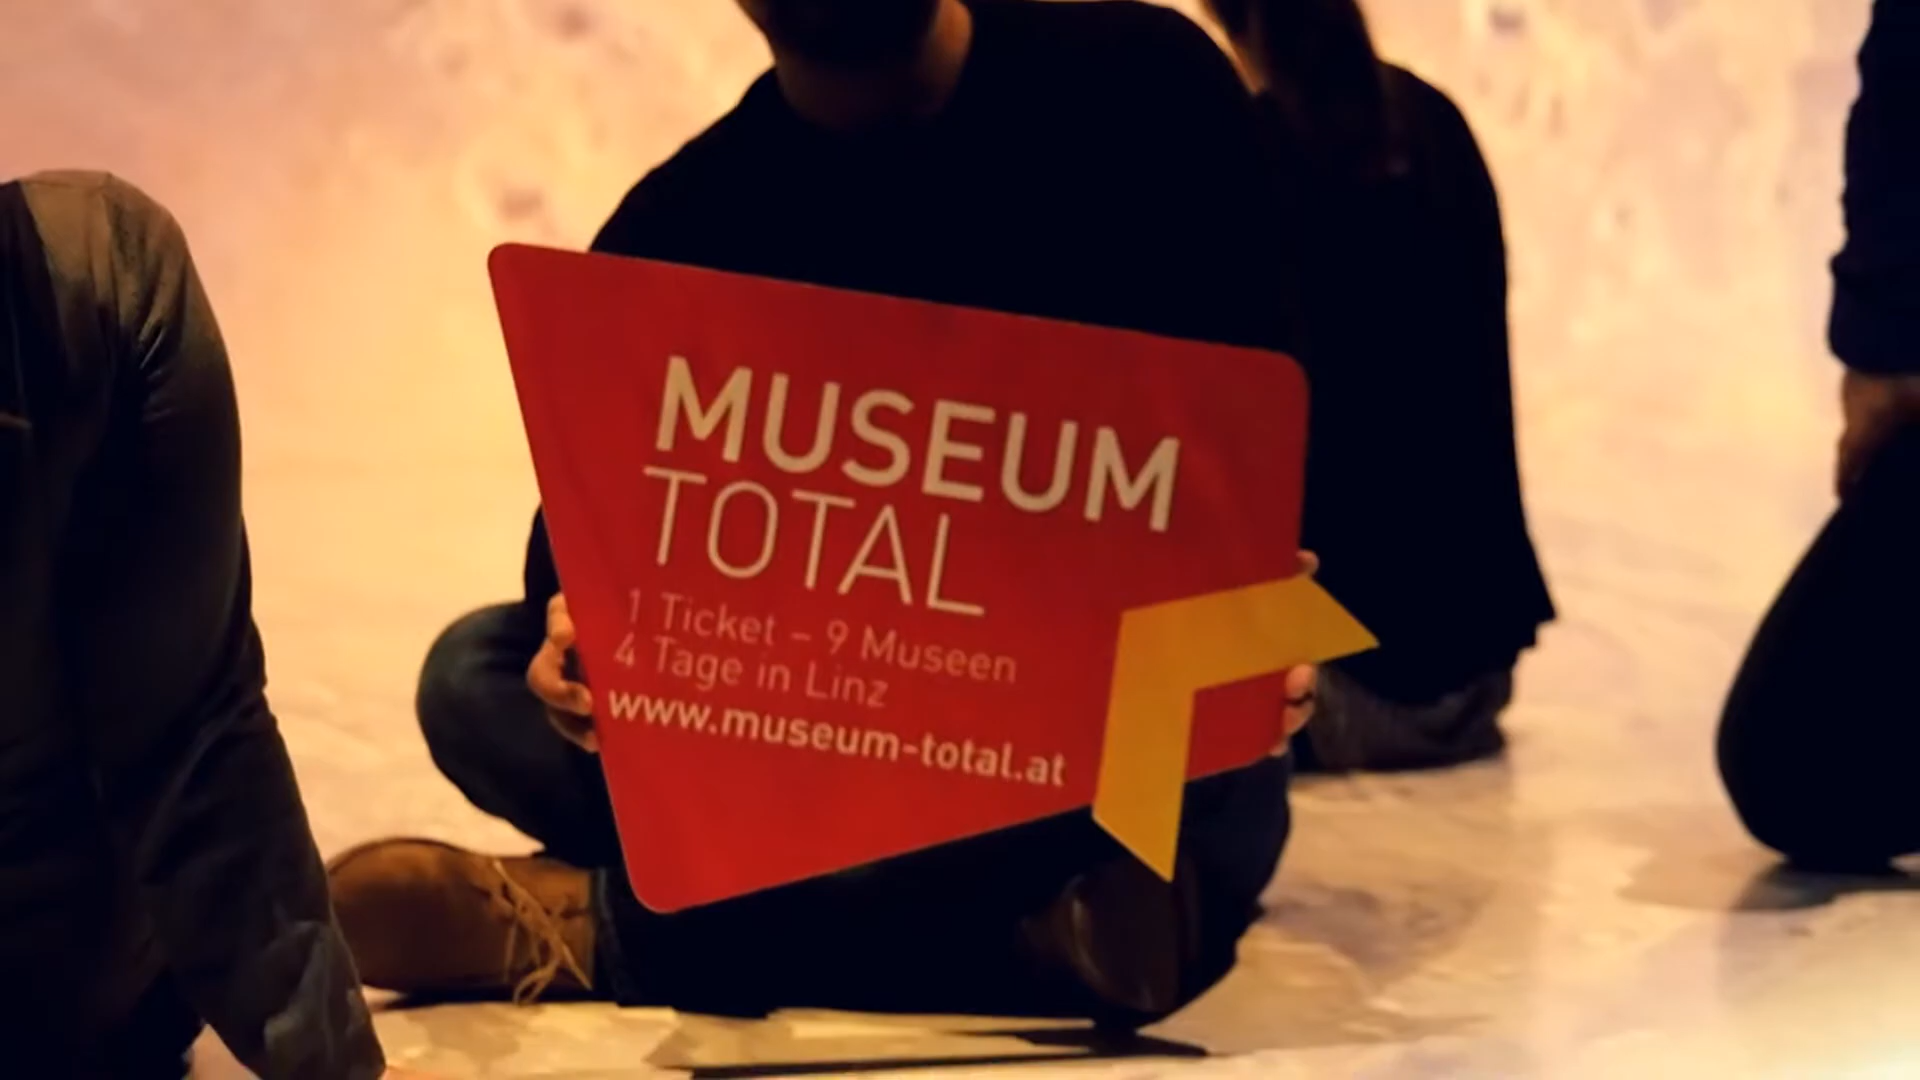 MUSEUM
TOTAL
1 Ticket – 9 Museen
4 Tage in Linz
www.museum-total.at